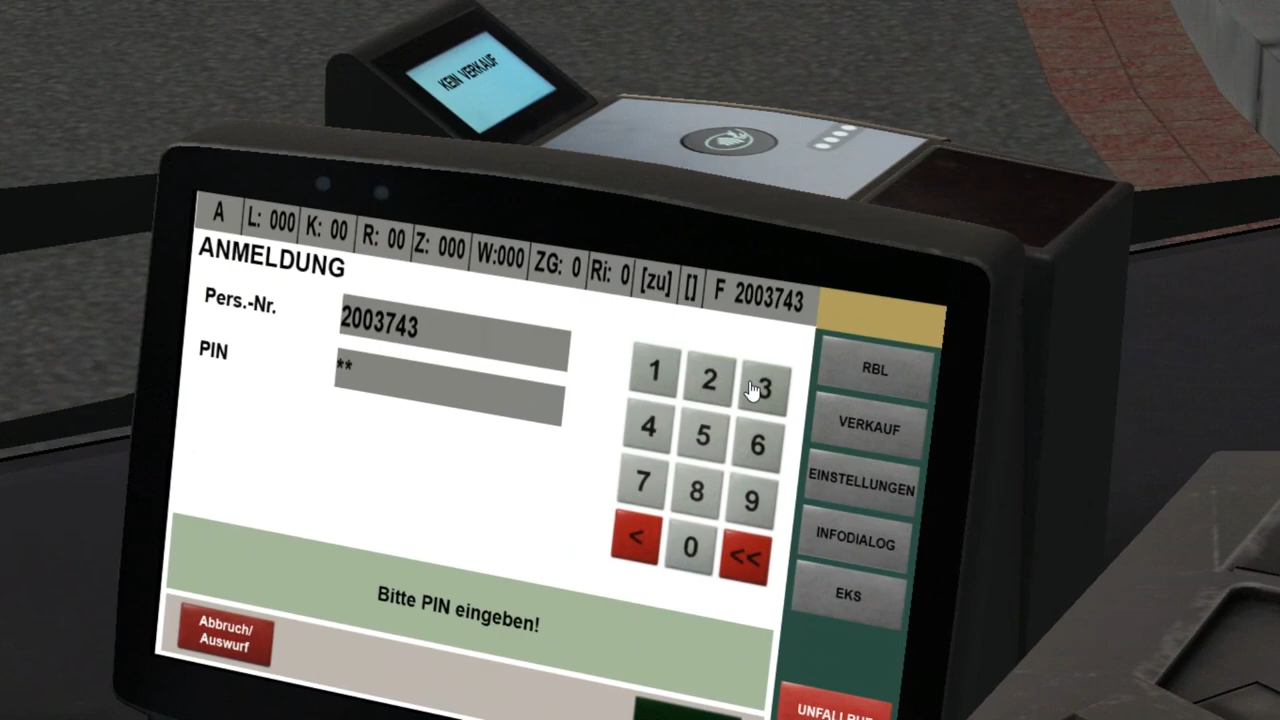 KEIN VERKAUF
A L: 000 K: 00 R: 00 Z: 000 W:000 ZG: 0 Ri: 0 [zu] [] F 2003743
ANMELDUNG
Pers.-Nr. 2003743
PIN **
1 2 3
4 5 6
7 8 9
< 0 <<
RBL
VERKAUF
EINSTELLUNGEN
INFODIALOG
EKS
Bitte PIN eingeben!
Abbruch/
Auswurf